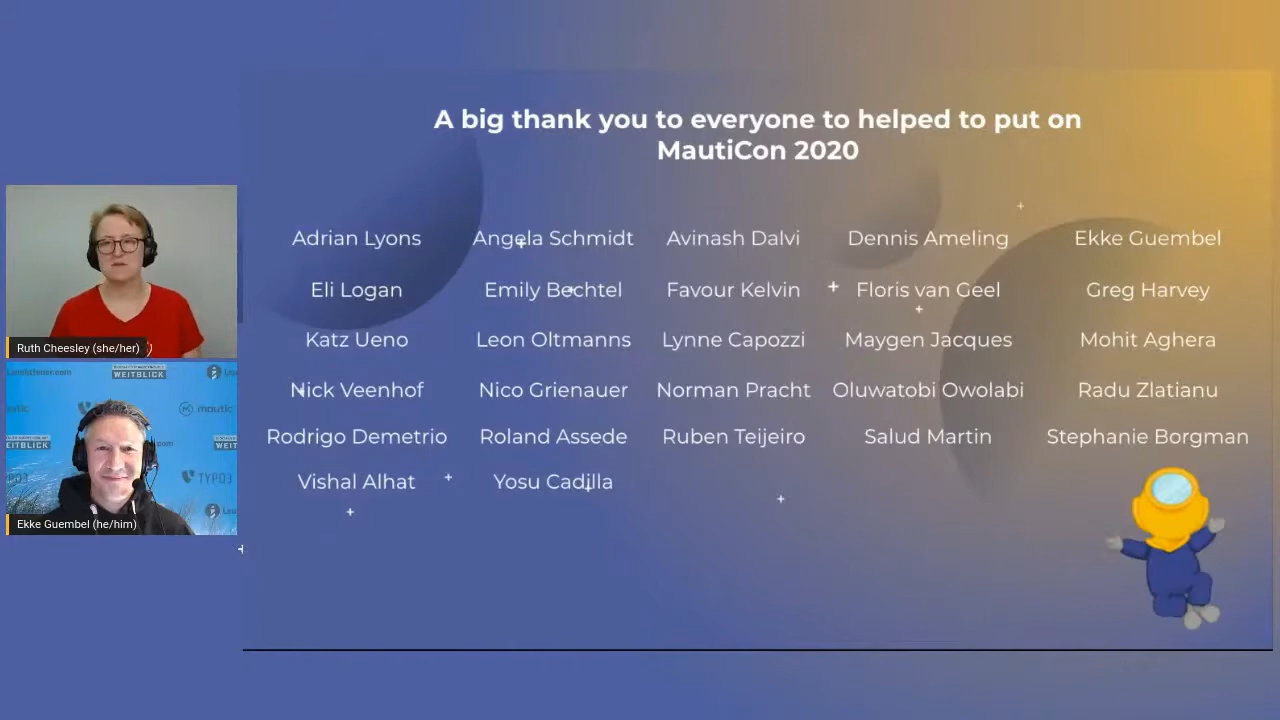 A big thank you to everyone to helped to put on
MautiCon 2020
Adrian Lyons Angela Schmidt Avinash Dalvi Dennis Ameling Ekke Guembel
Eli Logan Emily Bechtel Favour Kelvin Floris van Geel Greg Harvey
Katz Ueno Leon Oltmanns Lynne Capozzi Maygen Jacques Mohit Aghera
Nick Veenhof Nico Grienauer Norman Pracht Oluwatobi Owolabi Radu Zlatianu
Rodrigo Demetrio Roland Assede Ruben Teijeiro Salud Martin Stephanie Borgman
Vishal Alhat Yosu Cadilla
Ruth Cheesley (she/her)
WEITBLICK
mautic
TYPO3
Ekke Guembel (he/him)